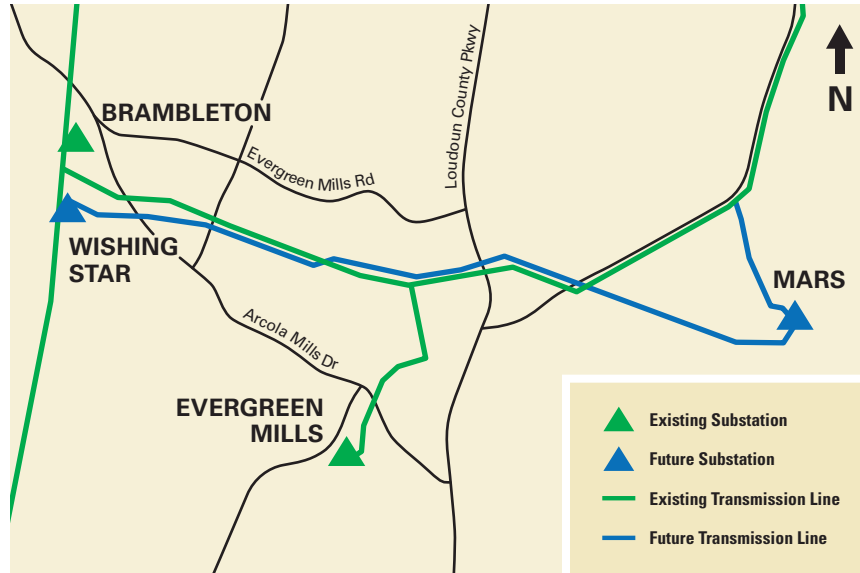 N
Loudoun County Pkwy
BRAMBLETON
Evergreen Mills Rd
WISHING
STAR
MARS
Arcola Mills Dr
EVERGREEN
MILLS
Existing Substation
Future Substation
Existing Transmission Line
Future Transmission Line